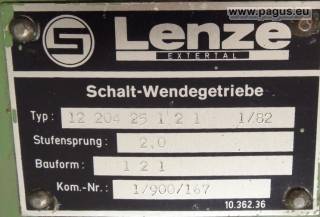 www.pagus.eu
S Lenze
EXTERTAL
Schalt-Wendegetriebe
Typ: 12 204 25 1 2 1 1/82
Stufensprung: 2,0
Bauform: 1 2 1
Kom.-Nr.: 1/900/167
10.362.36